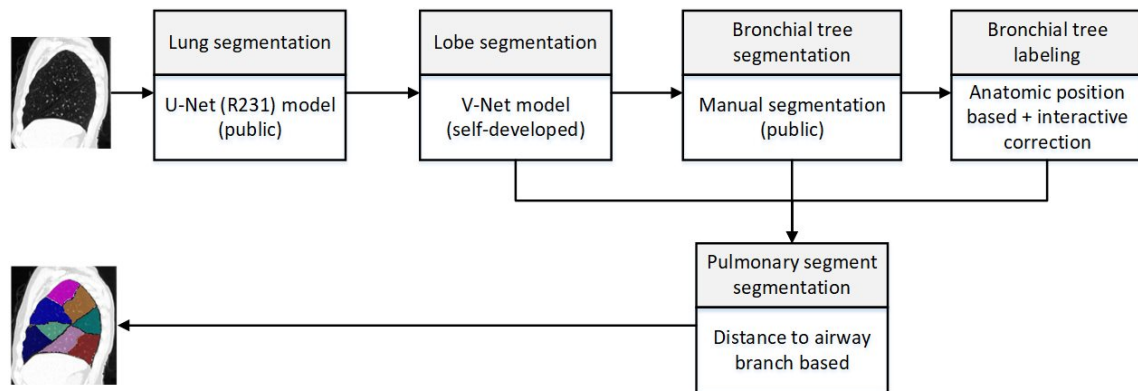 Lung segmentation
U-Net (R231) model
(public)
Lobe segmentation
V-Net model
(self-developed)
Bronchial tree
segmentation
Manual segmentation
(public)
Bronchial tree
labeling
Anatomic position
based + interactive
correction
Pulmonary segment
segmentation
Distance to airway
branch based